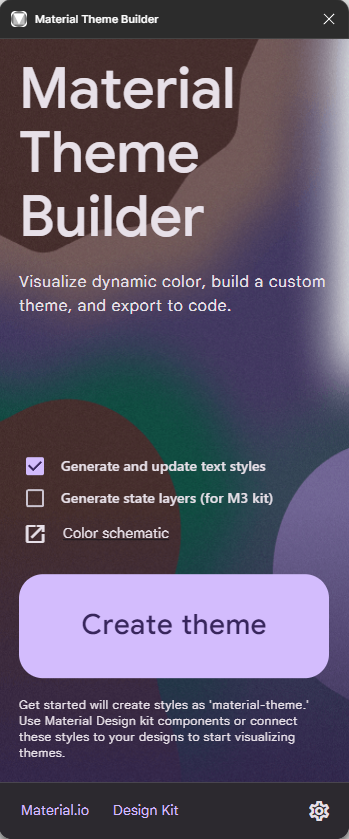 Material Theme Builder
Material
Theme
Builder
Visualize dynamic color, build a custom
theme, and export to code.
Generate and update text styles
Generate state layers (for M3 kit)
Color schematic
Create theme
Get started will create styles as 'material-theme.'
Use Material Design kit components or connect
these styles to your designs to start visualizing
themes.
Material.io Design Kit